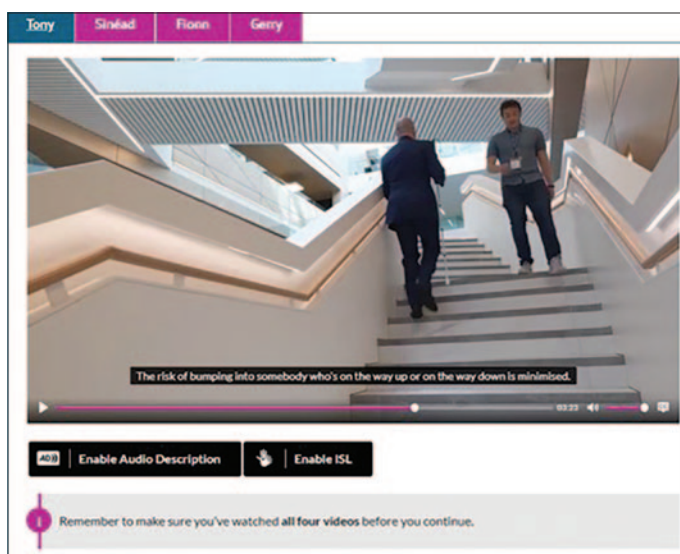 Tony Sinéad Fionn Gerry
The risk of bumping into somebody who's on the way up or on the way down is minimised.
03:23
AD Enable Audio Description Enable ISL
i Remember to make sure you've watched all four videos before you continue.